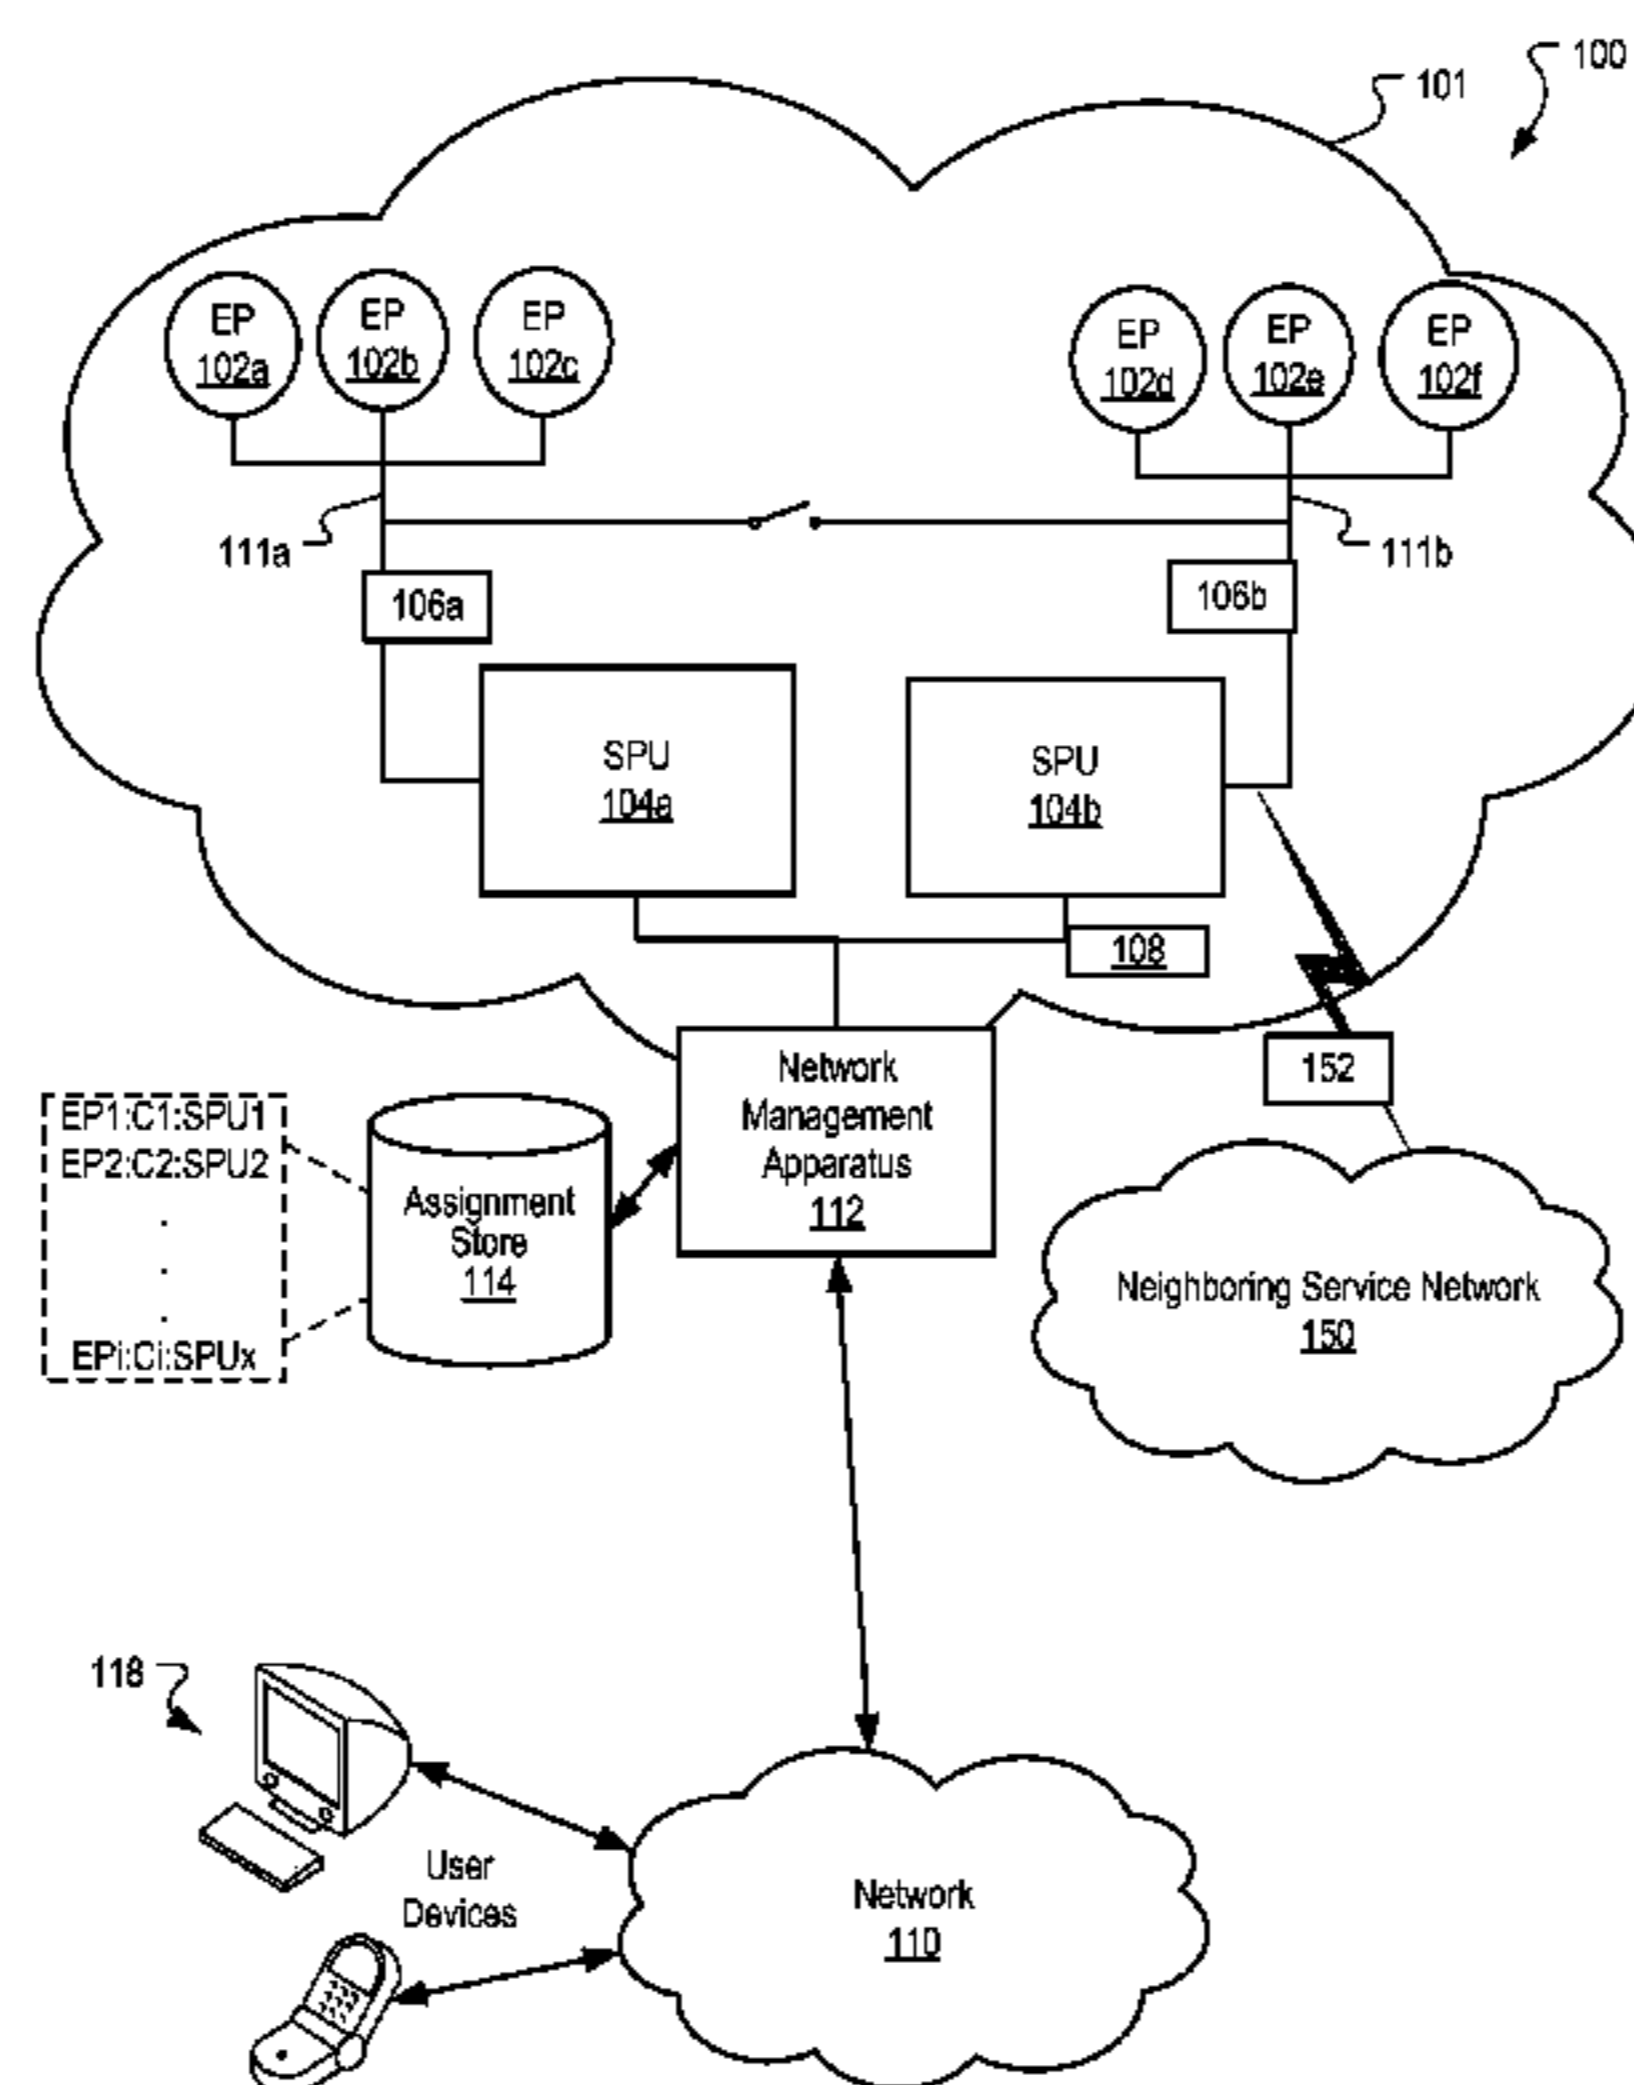 100
101
EP
102a
EP
102b
EP
102c
EP
102d
EP
102e
EP
102f
111a
111b
106a
106b
SPU
104a
SPU
104b
108
Network
Management
Apparatus
112
152
EP1:C1:SPU1
EP2:C2:SPU2
.
.
.
EPi:Ci:SPUx
Assignment
Store
114
Neighboring Service Network
150
118
User
Devices
Network
110